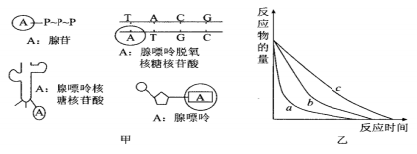 A-P~P~P
A：腺苷
T A C G
A T G C
A：腺嘌呤脱氧
核糖核苷酸
A
A：腺嘌呤核
糖核苷酸
A
A：腺嘌呤
甲
反应物的量
a
b
c
反应时间
乙